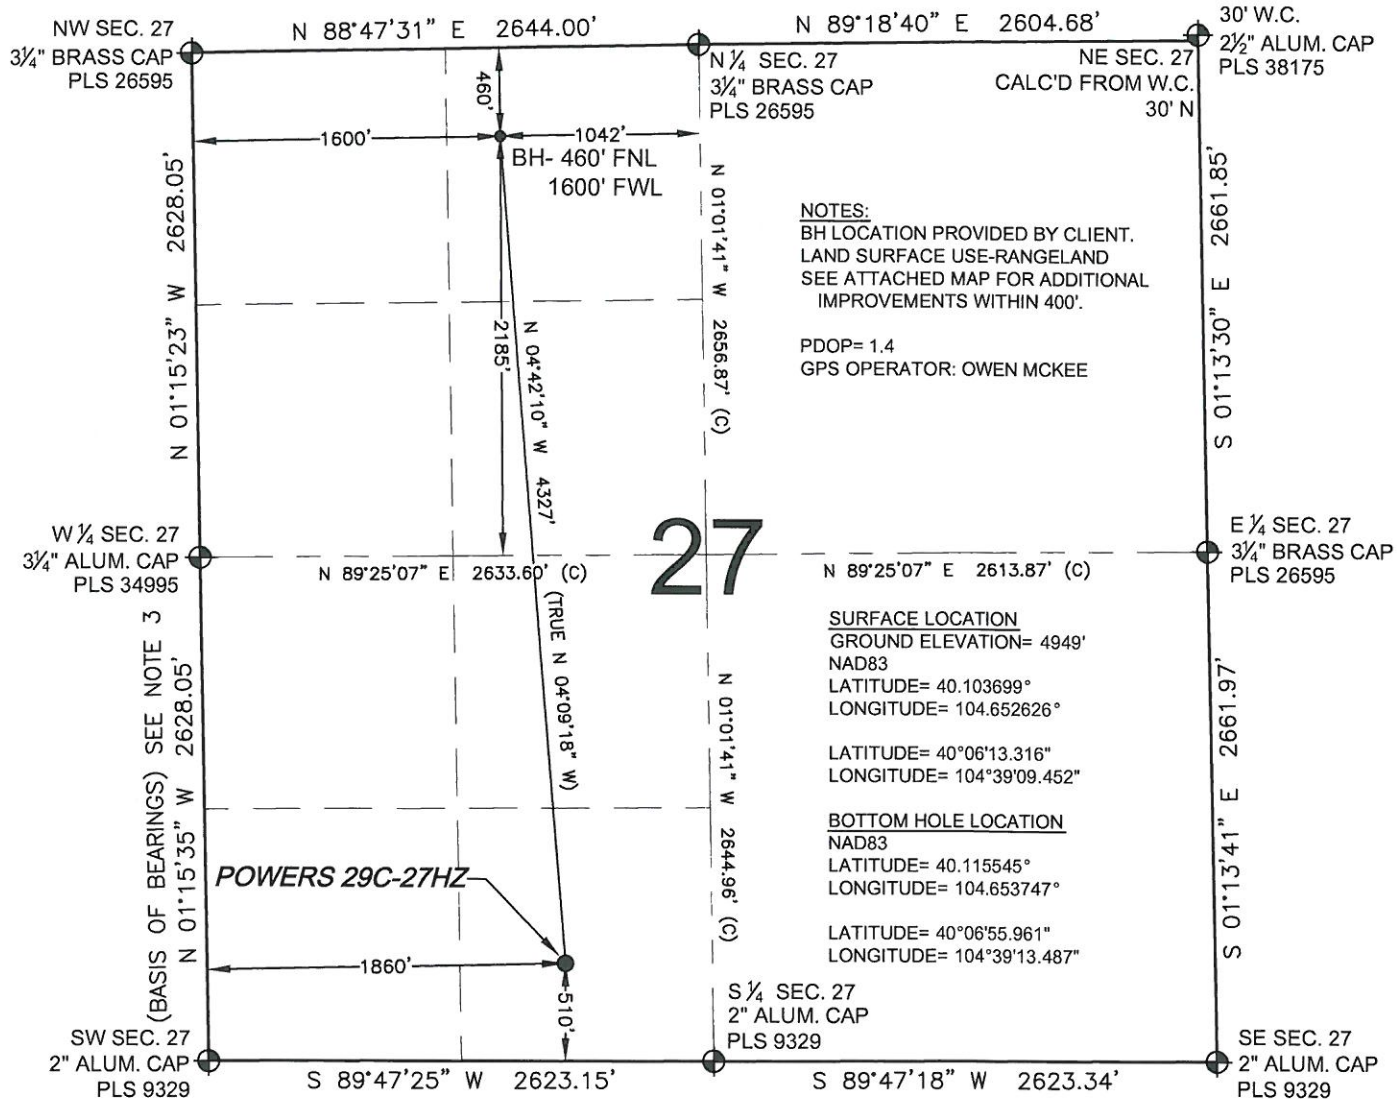 NW SEC. 27
3¼" BRASS CAP
PLS 26595
N 88°47'31" E 2644.00'
N ¼ SEC. 27
3¼" BRASS CAP
PLS 26595
N 89°18'40" E 2604.68'
30' W.C.
2½" ALUM. CAP
PLS 38175
NE SEC. 27
CALC'D FROM W.C.
30' N
460'
1600'
1042'
BH- 460' FNL
1600' FWL
N 01°15'23" W 2628.05'
2185'
N 04°42'10" W 4327'
(TRUE N 04°09'18" W)
N 01°01'41" W 2656.87' (C)
NOTES:
BH LOCATION PROVIDED BY CLIENT.
LAND SURFACE USE-RANGELAND
SEE ATTACHED MAP FOR ADDITIONAL
IMPROVEMENTS WITHIN 400'.
PDOP= 1.4
GPS OPERATOR: OWEN MCKEE
S 01°13'30" E 2661.85'
W ¼ SEC. 27
3¼" ALUM. CAP
PLS 34995
N 89°25'07" E 2633.60' (C)
27
N 89°25'07" E 2613.87' (C)
E ¼ SEC. 27
3¼" BRASS CAP
PLS 26595
(BASIS OF BEARINGS) SEE NOTE 3
N 01°15'35" W 2628.05'
N 01°01'41" W 2644.96' (C)
SURFACE LOCATION
GROUND ELEVATION= 4949'
NAD83
LATITUDE= 40.103699°
LONGITUDE= 104.652626°
LATITUDE= 40°06'13.316"
LONGITUDE= 104°39'09.452"
BOTTOM HOLE LOCATION
NAD83
LATITUDE= 40.115545°
LONGITUDE= 104.653747°
LATITUDE= 40°06'55.961"
LONGITUDE= 104°39'13.487"
S 01°13'41" E 2661.97'
POWERS 29C-27HZ
1860'
510'
SW SEC. 27
2" ALUM. CAP
PLS 9329
S 89°47'25" W 2623.15'
S ¼ SEC. 27
2" ALUM. CAP
PLS 9329
S 89°47'18" W 2623.34'
SE SEC. 27
2" ALUM. CAP
PLS 9329